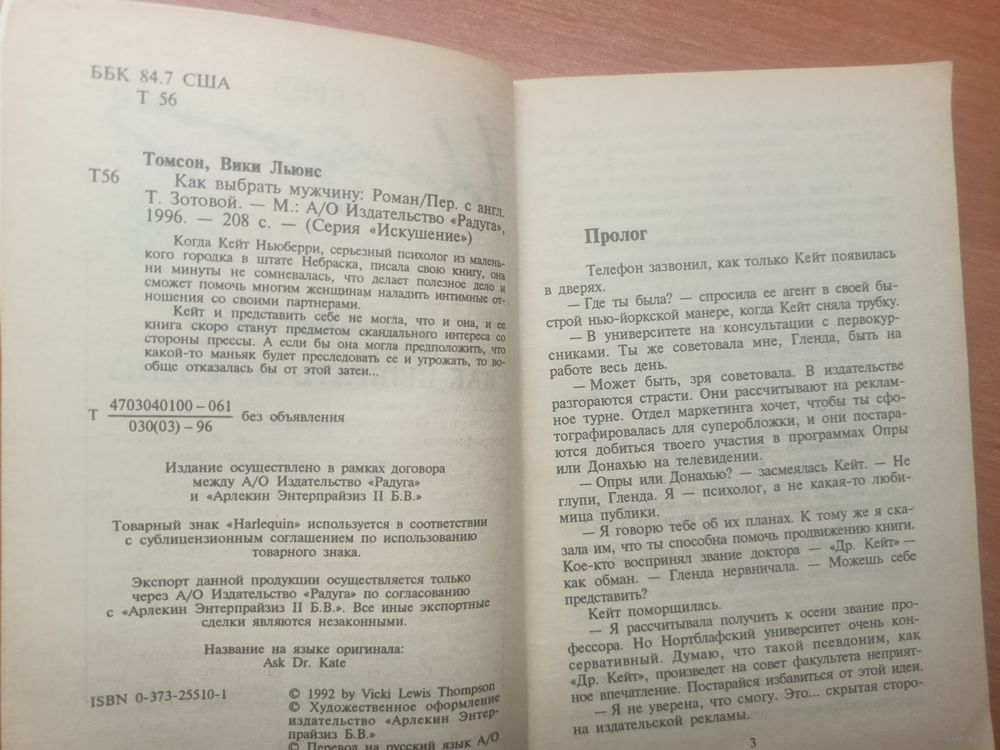 ББК 84.7 США
Т 56
Томсон, Вики Льюис
Т56
Как выбрать мужчину: Роман/Пер. с англ.
Т. Зотовой. — М.: А/О Издательство «Радуга»,
1996. — 208 с. — (Серия «Искушение»)
Когда Кейт Ньюберри, серьезный психолог из малень-
кого городка в штате Небраска, писала свою книгу, она
ни минуты не сомневалась, что делает полезное дело и
сможет помочь многим женщинам наладить интимные от-
ношения со своими партнерами.
Кейт и представить себе не могла, что и она, и ее
книга скоро станут предметом скандального интереса со
стороны прессы. А если бы она могла предположить, что
какой-то маньяк будет преследовать ее и угрожать, то во-
обще отказалась бы от этой затеи...
Т 4703040100 – 061 без объявления
030(03) – 96
Издание осуществлено в рамках договора
между А/О Издательство «Радуга»
и «Арлекин Энтерпрайзиз II Б.В.»
Товарный знак «Harlequin» используется в соответствии
с сублицензионным соглашением по использованию
товарного знака.
Экспорт данной продукции осуществляется только
через А/О Издательство «Радуга» по согласованию
с «Арлекин Энтерпрайзиз II Б.В.». Все иные экспортные
сделки являются незаконными.
Название на языке оригинала:
Ask Dr. Kate
ISBN 0-373-25510-1
© 1992 by Vicki Lewis Thompson
© Художественное оформление
издательство «Арлекин Энтер-
прайзиз Б.В.»
© Перевод на русский язык А/О
Пролог
Телефон зазвонил, как только Кейт появилась
в дверях.
— Где ты была? — спросила ее агент в своей бы-
строй нью-йоркской манере, когда Кейт сняла трубку.
— В университете на консультации с первокур-
сниками. Ты же советовала мне, Гленда, быть на
работе весь день.
— Может быть, зря советовала. В издательстве
разгораются страсти. Они рассчитывают на реклам-
ное турне. Отдел маркетинга хочет, чтобы ты сфо-
тографировалась для суперобложки, и они постара-
ются добиться твоего участия в программах Опры
или Донахью на телевидении.
— Опры или Донахью? — засмеялась Кейт. — Не
глупи, Гленда. Я — психолог, а не какая-то люби-
мица публики.
— Я говорю тебе об их планах. К тому же я ска-
зала им, что ты способна помочь продвижению книги.
Кое-кто воспринял звание доктора — «Др. Кейт» —
как обман. — Гленда нервничала. — Можешь себе
представить?
Кейт поморщилась.
— Я рассчитывала получить к осени звание про-
фессора. Но Нортблафский университет очень кон-
сервативный. Думаю, что такой псевдоним, как
«Др. Кейт», произведет на совет факультета неприят-
ное впечатление. Постарайся избавиться от этой идеи.
— Я не уверена, что смогу. Это... скрытая сторо-
на издательской рекламы.
3